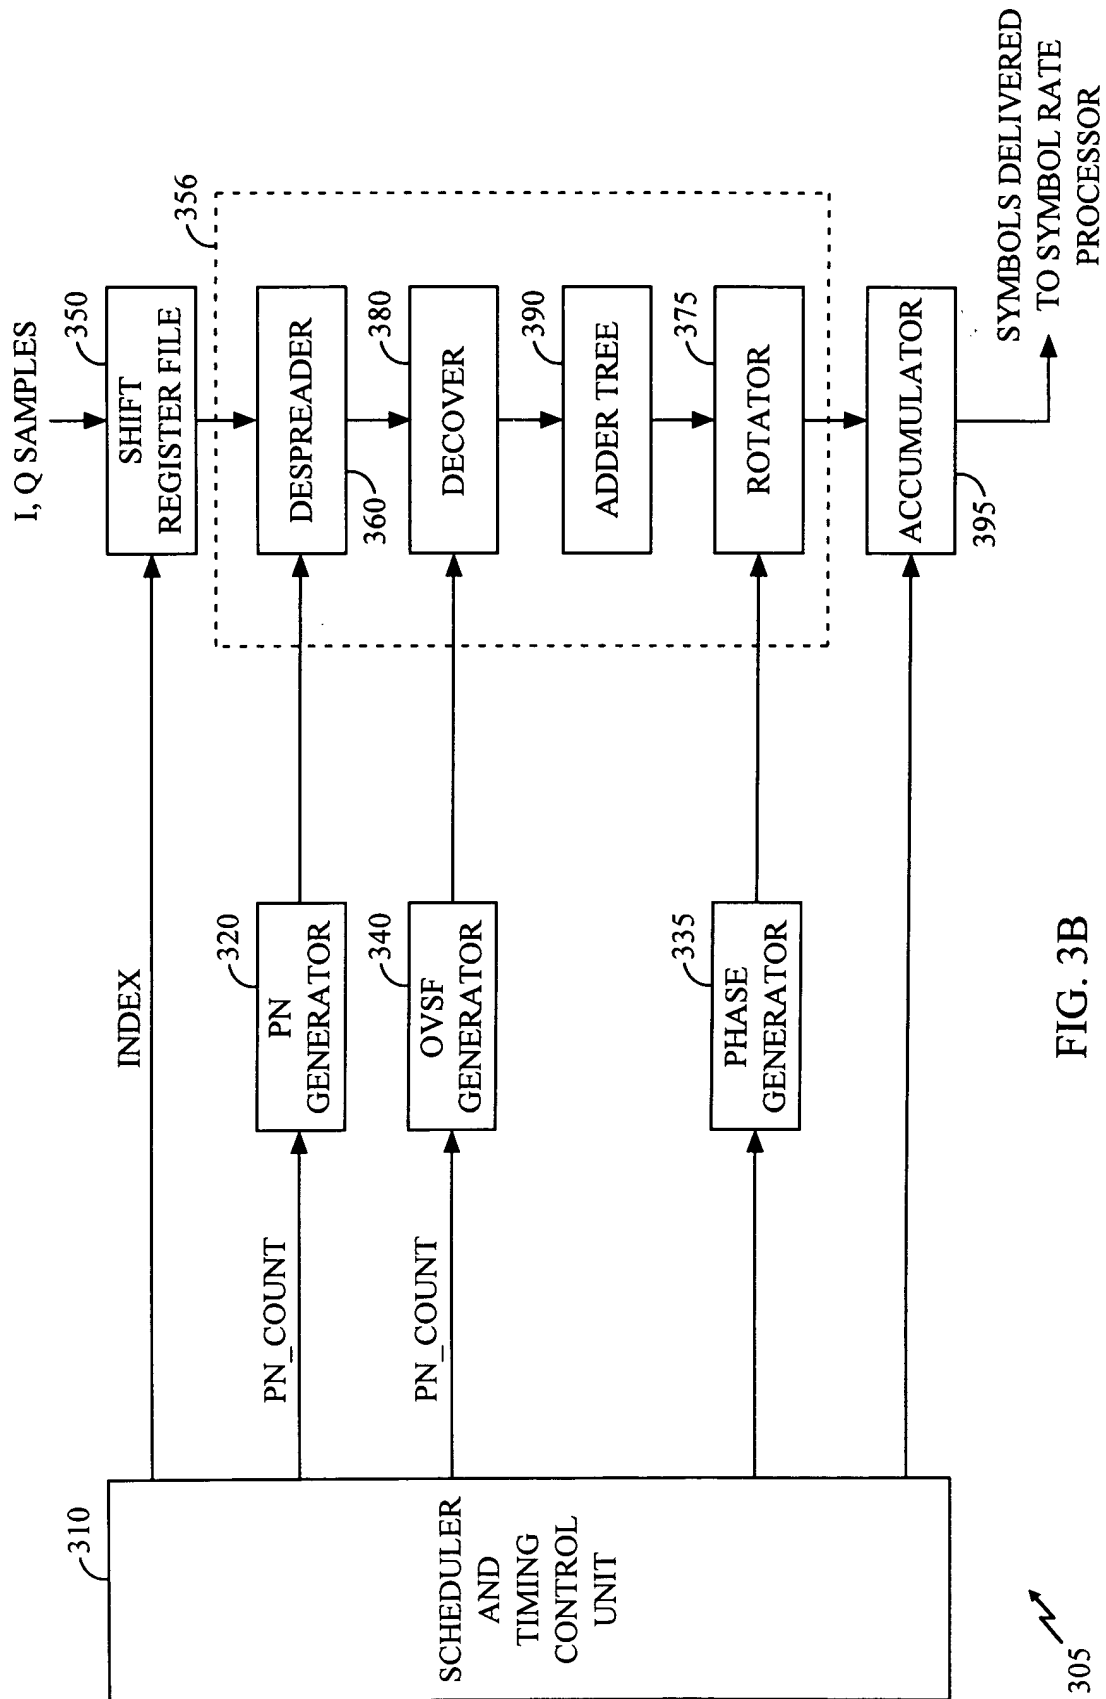 I, Q SAMPLES
350
SHIFT
REGISTER FILE
INDEX
356
310
SCHEDULER
AND
TIMING
CONTROL
UNIT
PN_COUNT
320
PN
GENERATOR
DESPREADER
360
PN_COUNT
340
OVSF
GENERATOR
380
DECOVER
390
ADDER TREE
335
PHASE
GENERATOR
375
ROTATOR
ACCUMULATOR
395
SYMBOLS DELIVERED
TO SYMBOL RATE
PROCESSOR
305
FIG. 3B